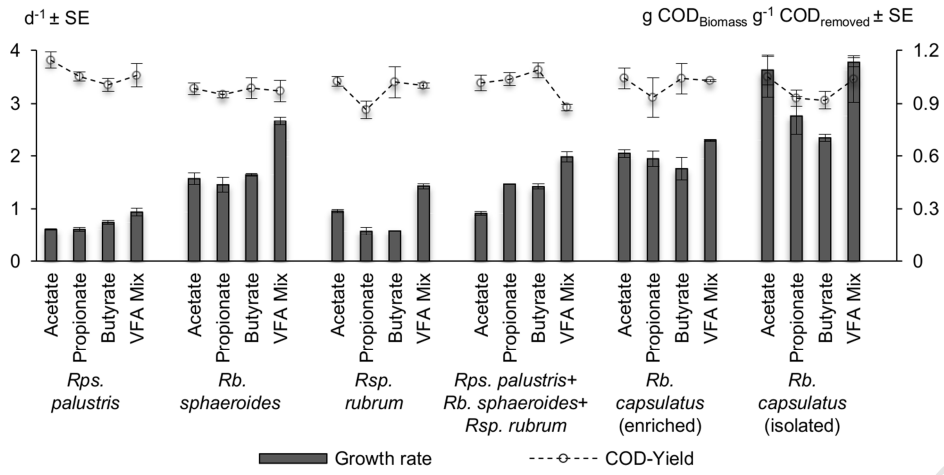 d-1 ± SE
g CODBiomass g-1 CODremoved ± SE
4
3
2
1
0
1.2
0.9
0.6
0.3
0
Acetate
Propionate
Butyrate
VFA Mix
Acetate
Propionate
Butyrate
VFA Mix
Acetate
Propionate
Butyrate
VFA Mix
Acetate
Propionate
Butyrate
VFA Mix
Acetate
Propionate
Butyrate
VFA Mix
Acetate
Propionate
Butyrate
VFA Mix
Rps.
palustris
Rb.
sphaeroides
Rsp.
rubrum
Rps. palustris+
Rb. sphaeroides+
Rsp. rubrum
Rb.
capsulatus
(enriched)
Rb.
capsulatus
(isolated)
Growth rate
COD-Yield